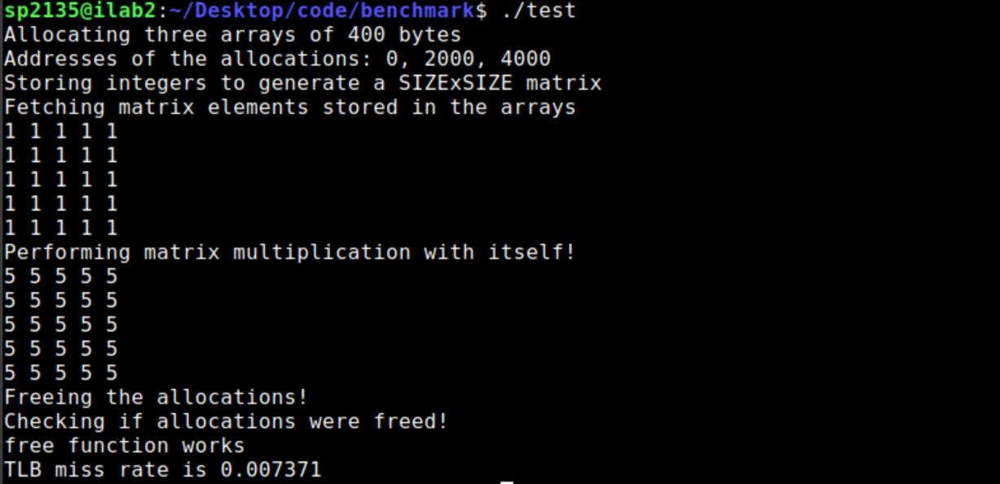 sp2135@ilab2:~/Desktop/code/benchmark$ ./test
Allocating three arrays of 400 bytes
Addresses of the allocations: 0, 2000, 4000
Storing integers to generate a SIZExSIZE matrix
Fetching matrix elements stored in the arrays
1 1 1 1 1
1 1 1 1 1
1 1 1 1 1
1 1 1 1 1
1 1 1 1 1
Performing matrix multiplication with itself!
5 5 5 5 5
5 5 5 5 5
5 5 5 5 5
5 5 5 5 5
5 5 5 5 5
Freeing the allocations!
Checking if allocations were freed!
free function works
TLB miss rate is 0.007371